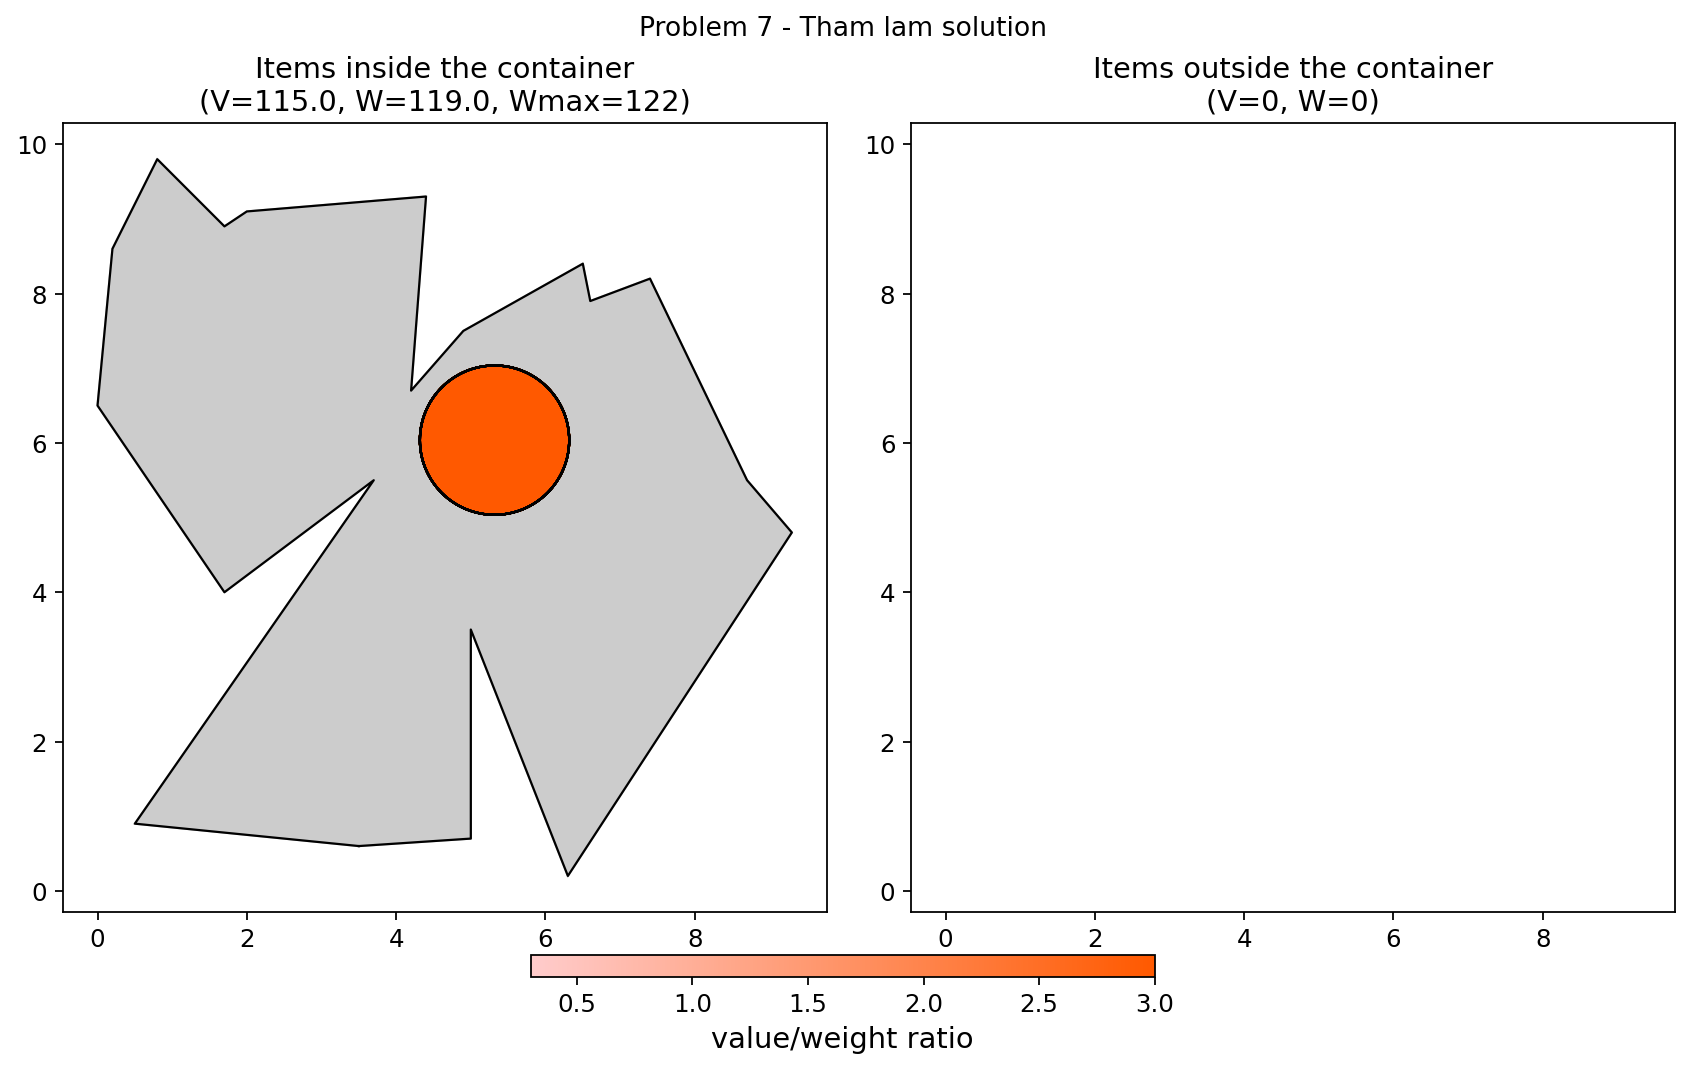 Problem 7 - Tham lam solution
Items inside the container
(V=115.0, W=119.0, Wmax=122)
Items outside the container
(V=0, W=0)
10
8
6
4
2
0
0 2 4 6 8
10
8
6
4
2
0
0 2 4 6 8
0.5 1.0 1.5 2.0 2.5 3.0
value/weight ratio